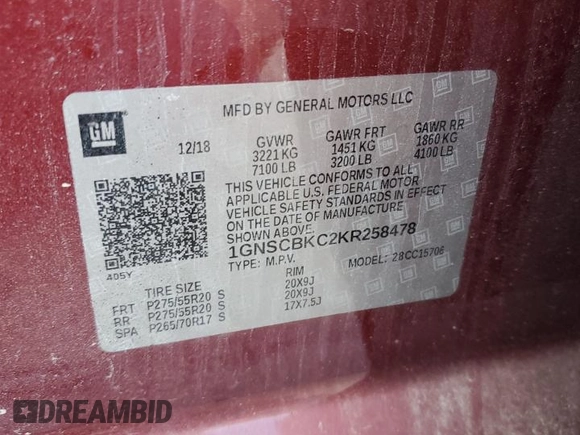 MFD BY GENERAL MOTORS LLC
GM
12/18 GVWR GAWR FRT GAWR RR
3221 KG 1451 KG 1860 KG
7100 LB 3200 LB 4100 LB
THIS VEHICLE CONFORMS TO ALL
APPLICABLE U.S. FEDERAL MOTOR
VEHICLE SAFETY STANDARDS IN EFFECT
ON THE DATE OF MANUFACTURE
SHOWN ABOVE.
1GNSCBKC2KR258478
TYPE: M.P.V. MODEL: 28CC15706
4D5Y
TIRE SIZE RIM
FRT P275/55R20 S 20X9J
RR P275/55R20 S 20X9J
SPA P265/70R17 S 17X7.5J
DREAMBID